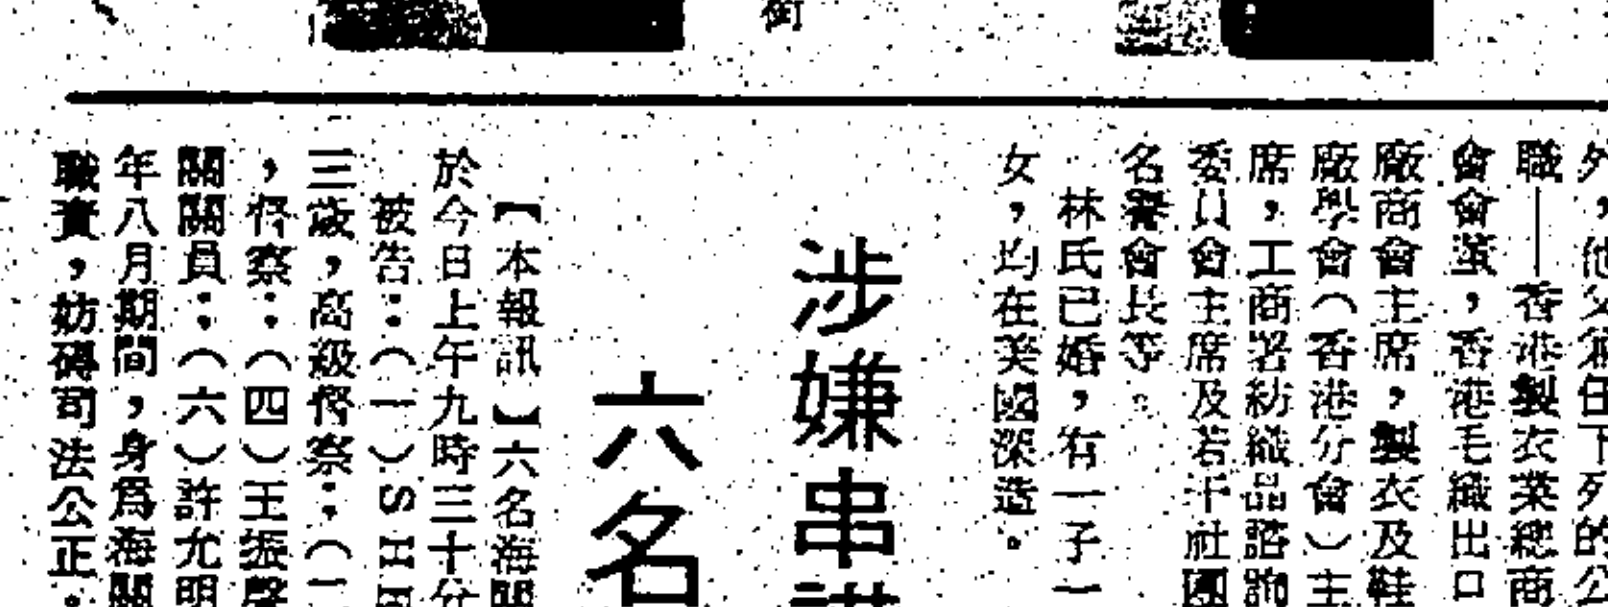 街
外，他又兼任下列的公
職——香港製衣業總商
會會董，香港毛織出口
廠商會主席，製衣及鞋
廠學會（香港分會）主
席，工商署紡織品諮詢
委員會主席及若干社團
名譽會長等。
林氏已婚，有一子一
女，均在美國深造。
涉嫌串
六名
【本報訊】六名海關
於今日上午九時三十分
被告：（一）SHE
三歲，高級督察：（二
，督察：（四）王振聲
關關員：（六）許允明
年八月期間，身為海關
職責，妨礙司法公正。